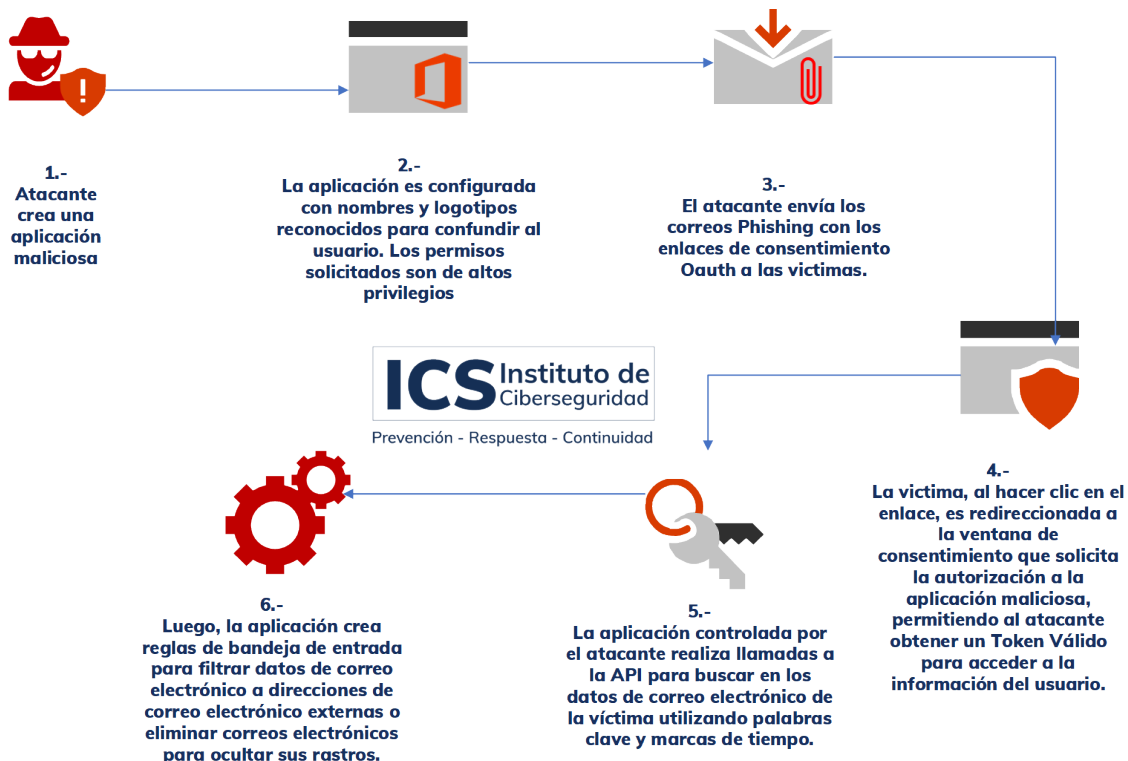 1.-
Atacante
crea una
aplicación
maliciosa
2.-
La aplicación es configurada
con nombres y logotipos
reconocidos para confundir al
usuario. Los permisos
solicitados son de altos
privilegios
3.-
El atacante envía los
correos Phishing con los
enlaces de consentimiento
Oauth a las victimas.
ICS Instituto de
Ciberseguridad
Prevención - Respuesta - Continuidad
4.-
La victima, al hacer clic en el
enlace, es redireccionada a
la ventana de
consentimiento que solicita
la autorización a la
aplicación maliciosa,
permitiendo al atacante
obtener un Token Válido
para acceder a la
información del usuario.
5.-
La aplicación controlada por
el atacante realiza llamadas a
la API para buscar en los
datos de correo electrónico de
la víctima utilizando palabras
clave y marcas de tiempo.
6.-
Luego, la aplicación crea
reglas de bandeja de entrada
para filtrar datos de correo
electrónico a direcciones de
correo electrónico externas o
eliminar correos electrónicos
para ocultar sus rastros.